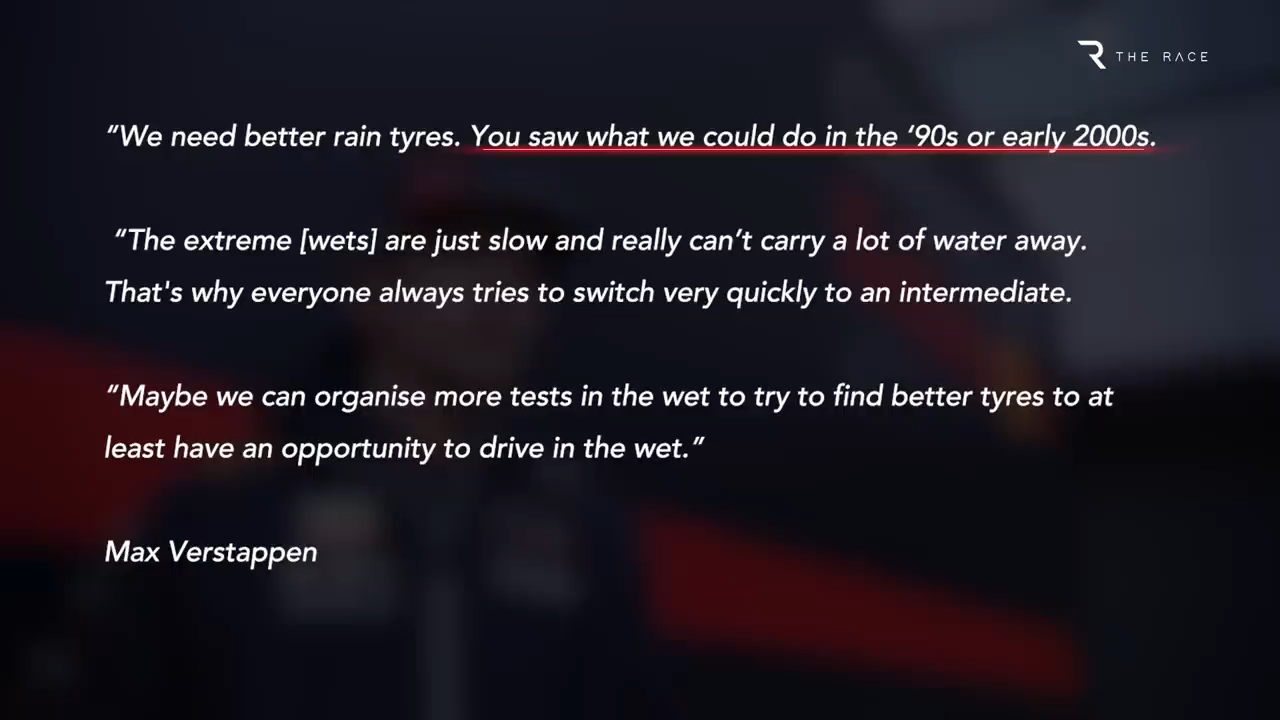 THE RACE
“We need better rain tyres. You saw what we could do in the ‘90s or early 2000s.
“The extreme [wets] are just slow and really can’t carry a lot of water away.
That's why everyone always tries to switch very quickly to an intermediate.
“Maybe we can organise more tests in the wet to try to find better tyres to at
least have an opportunity to drive in the wet.”
Max Verstappen